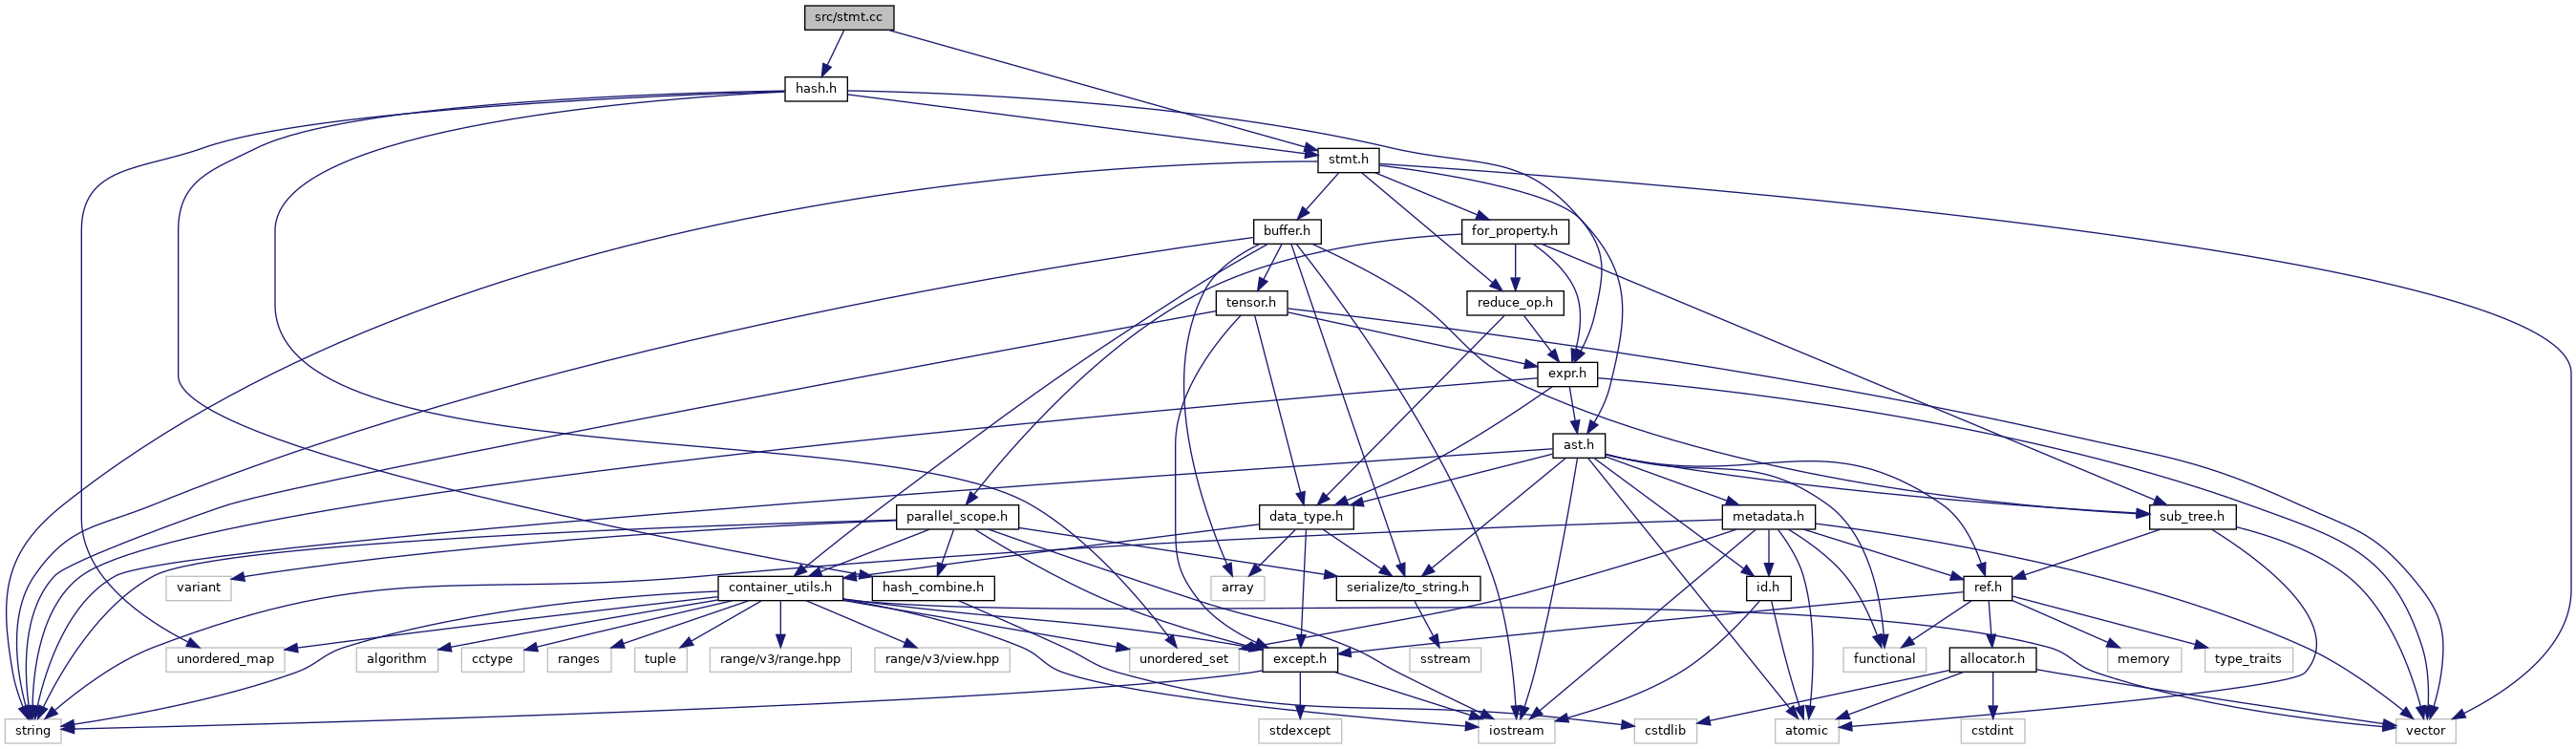 src/stmt.cc
hash.h
stmt.h
buffer.h
for_property.h
tensor.h
reduce_op.h
expr.h
ast.h
parallel_scope.h
data_type.h
metadata.h
sub_tree.h
variant
container_utils.h
hash_combine.h
array
serialize/to_string.h
id.h
ref.h
unordered_map
algorithm
cctype
ranges
tuple
range/v3/range.hpp
range/v3/view.hpp
unordered_set
except.h
sstream
functional
allocator.h
memory
type_traits
string
stdexcept
iostream
cstdlib
atomic
cstdint
vector